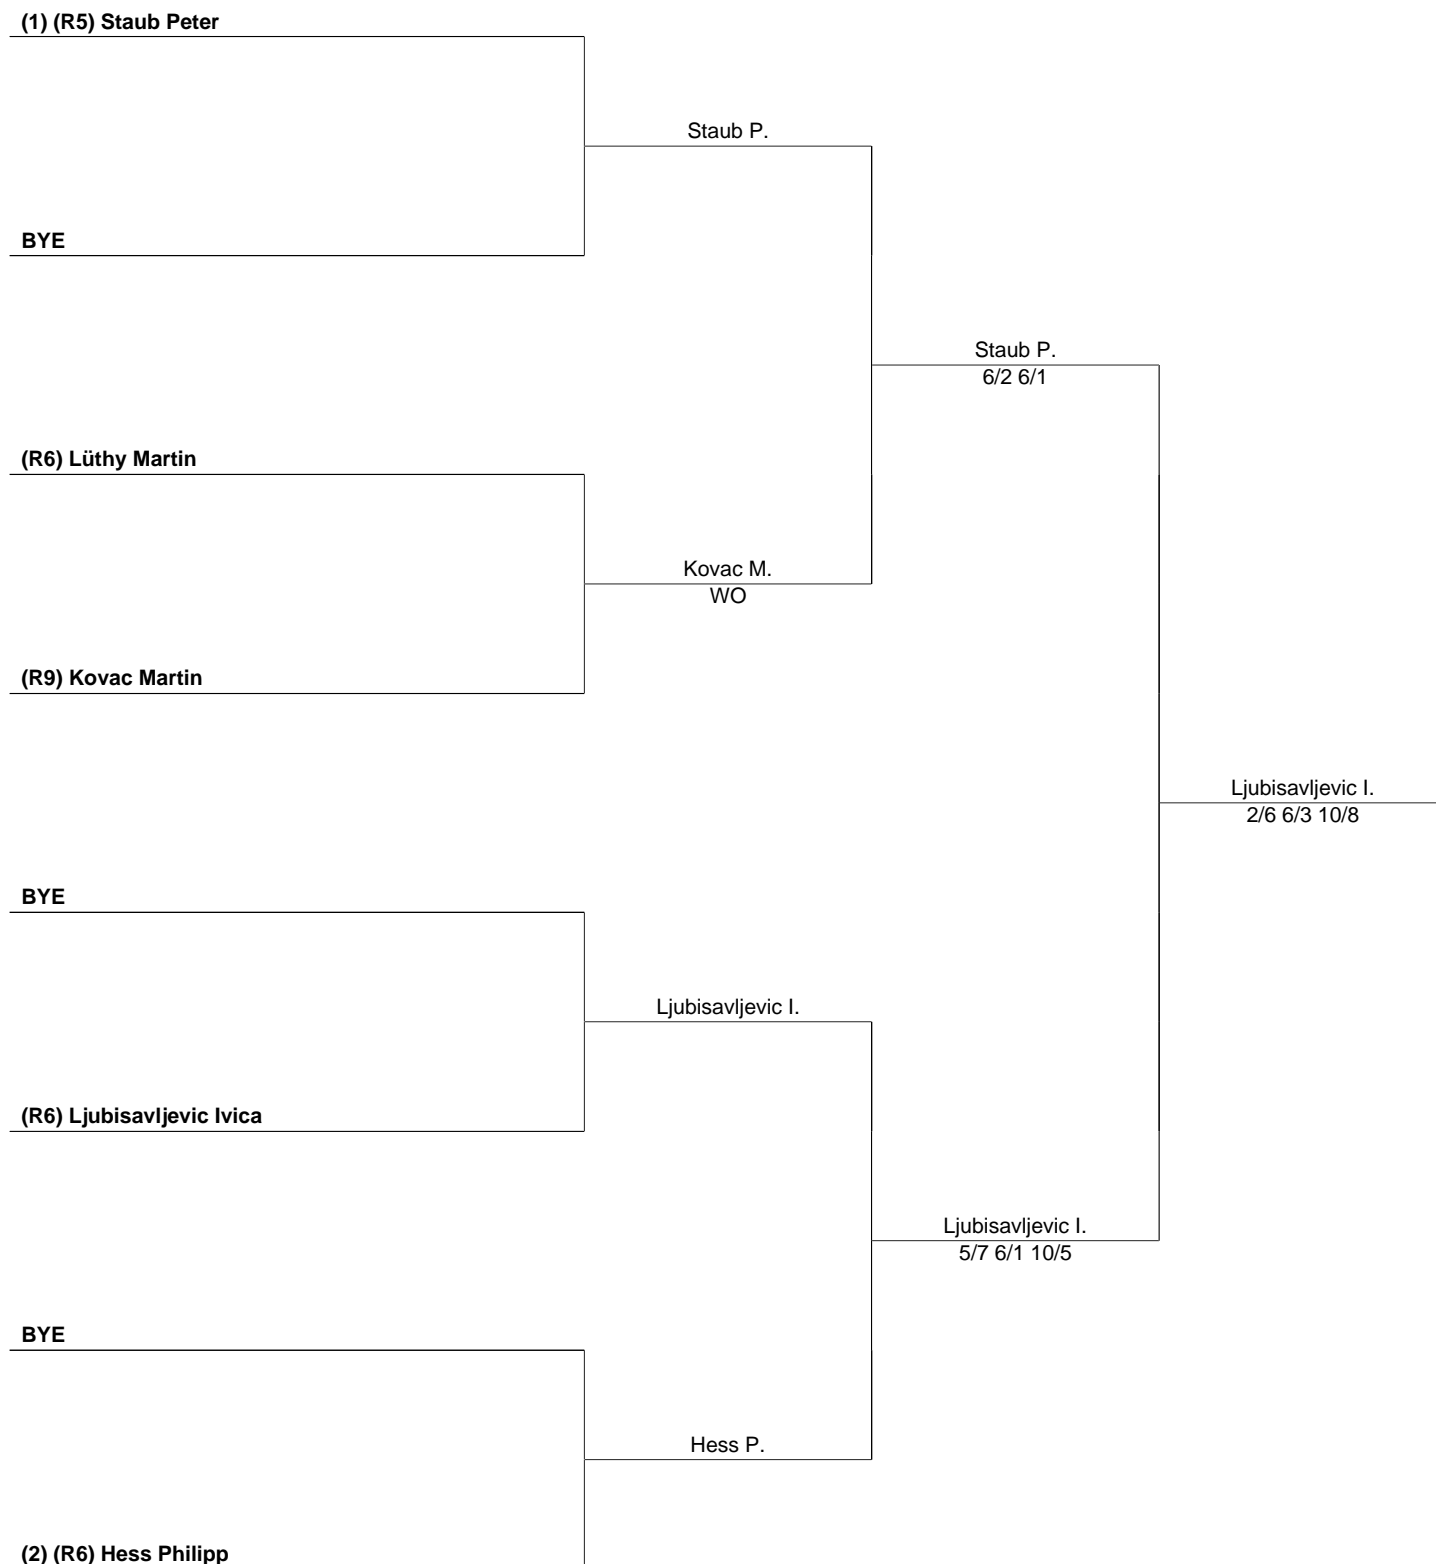 (1) (R5) Staub Peter
Staub P.
BYE
Staub P.
6/2 6/1
(R6) Lüthy Martin
Kovac M.
WO
(R9) Kovac Martin
Ljubisavljevic I.
2/6 6/3 10/8
BYE
Ljubisavljevic I.
(R6) Ljubisavljevic Ivica
Ljubisavljevic I.
5/7 6/1 10/5
BYE
Hess P.
(2) (R6) Hess Philipp